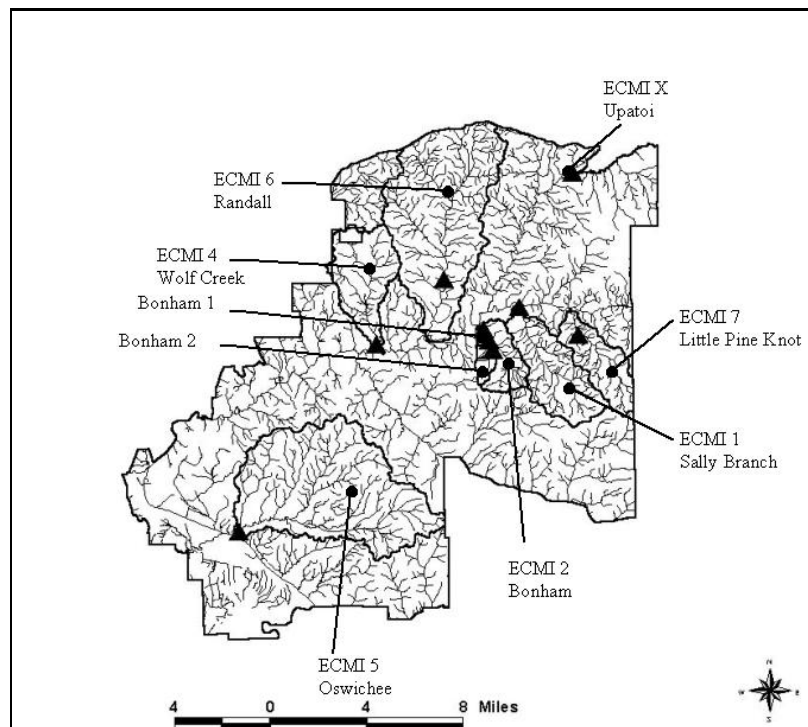 ECMI X
Upatoi
ECMI 6
Randall
ECMI 4
Wolf Creek
Bonham 1
Bonham 2
ECMI 7
Little Pine Knot
ECMI 1
Sally Branch
ECMI 2
Bonham
ECMI 5
Oswichee
N
W
E
S
4 0 4 8 Miles